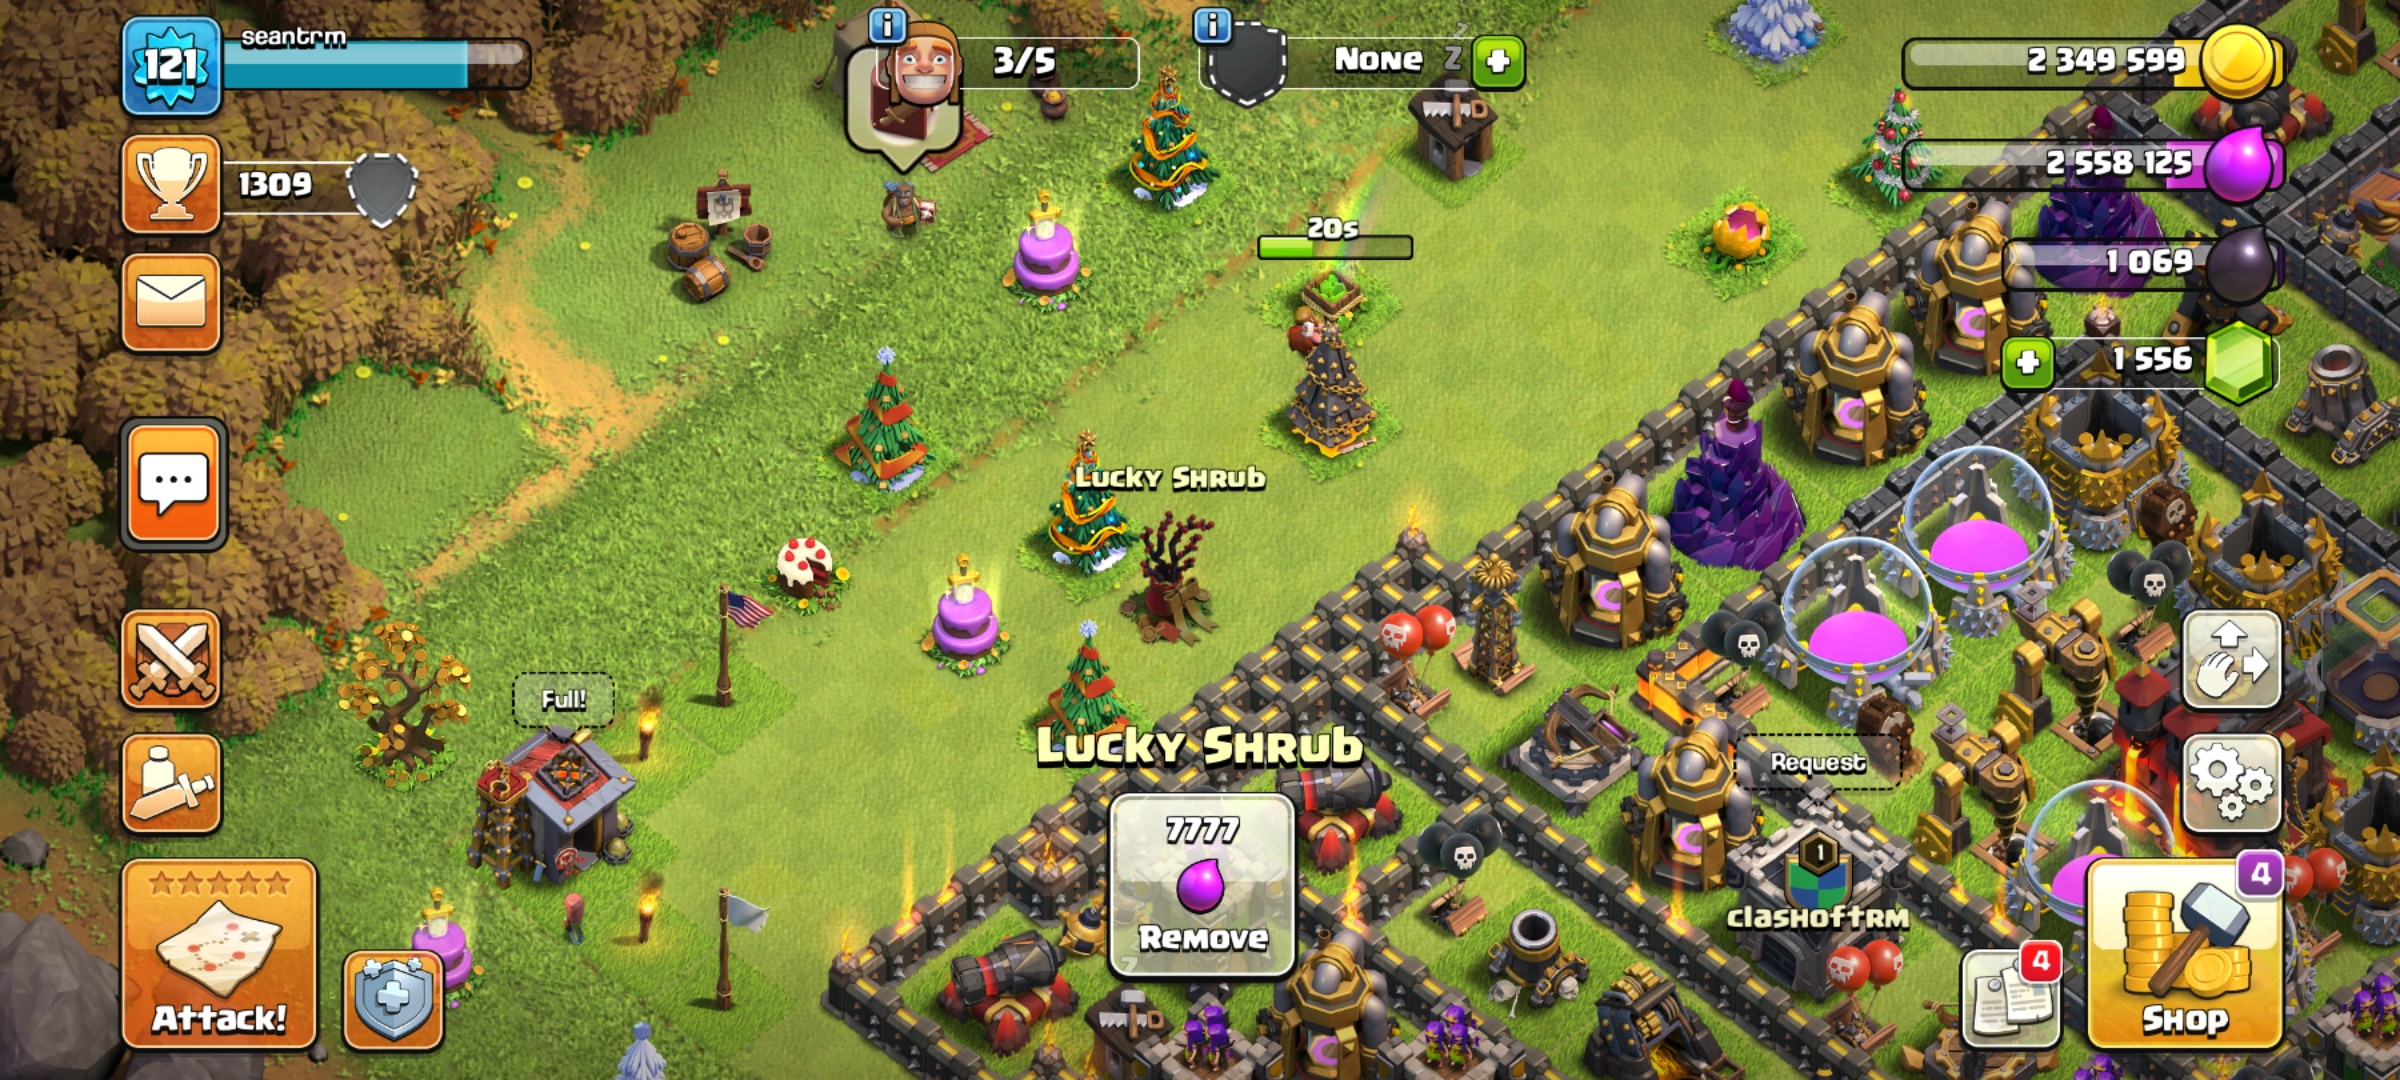 121
seantrm
3/5
None
2 349 599
2 558 125
1309
20s
1 069
1 556
Lucky Shrub
Full!
Lucky Shrub
Request
7777
Remove
1
clashoftrm
4
4
Attack!
Shop